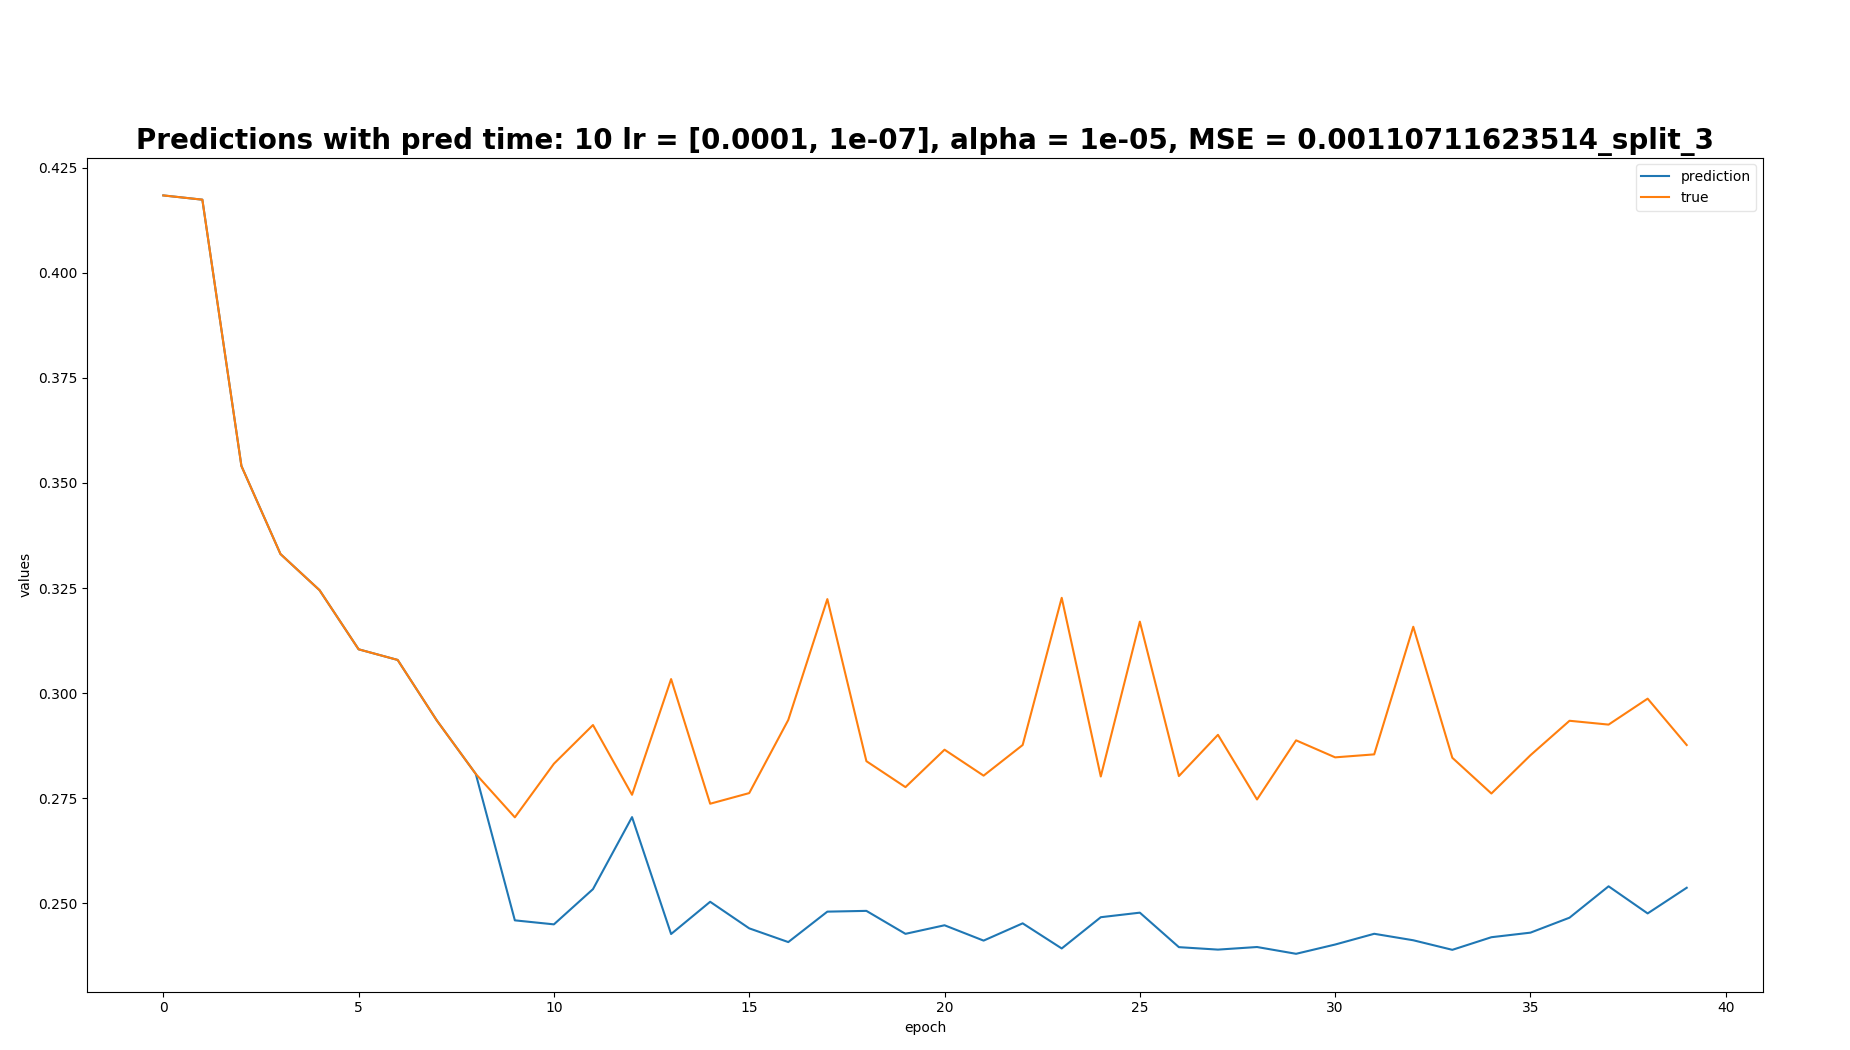 Predictions with pred time: 10 lr = [0.0001, 1e-07], alpha = 1e-05, MSE = 0.00110711623514_split_3
prediction
true
0.425
0.400
0.375
0.350
0.325
0.300
0.275
0.250
values
0 5 10 15 20 25 30 35 40
epoch